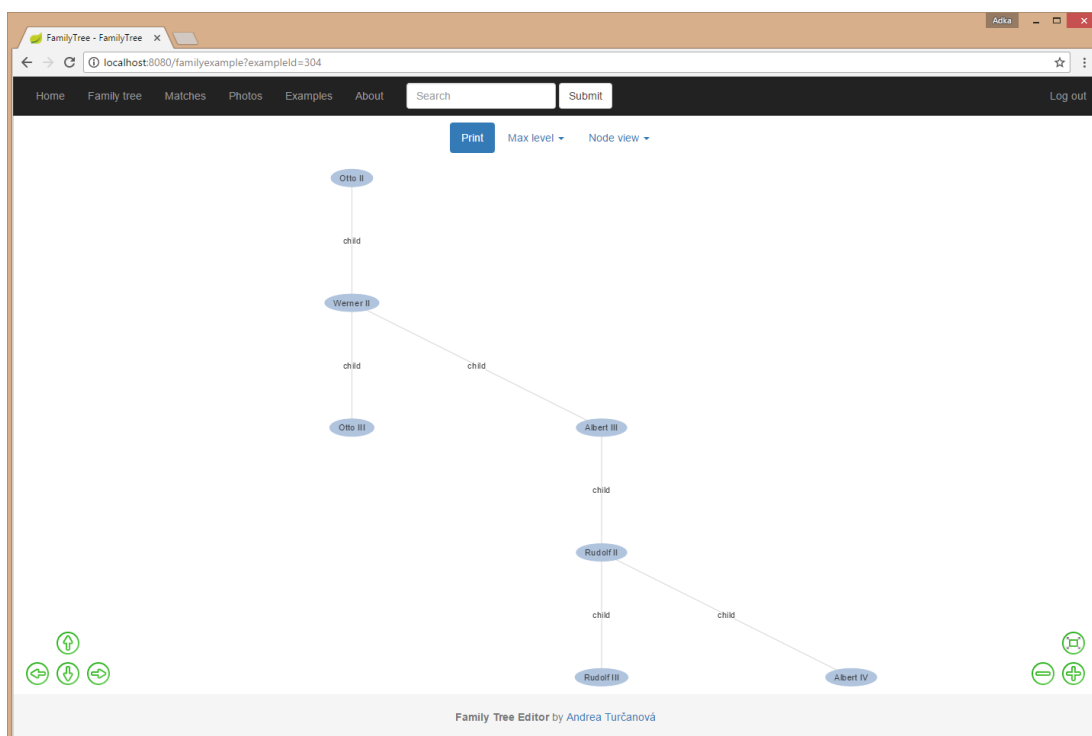 Adka
FamilyTree - FamilyTree
localhost:8080/familyexample?exampleId=304
Home Family tree Matches Photos Examples About Search Submit Log out
Print Max level Node view
Otto II
child
Werner II
child child
Otto III Albert III
child
Rudolf II
child child
Rudolf III Albert IV
Family Tree Editor by Andrea Turčanová